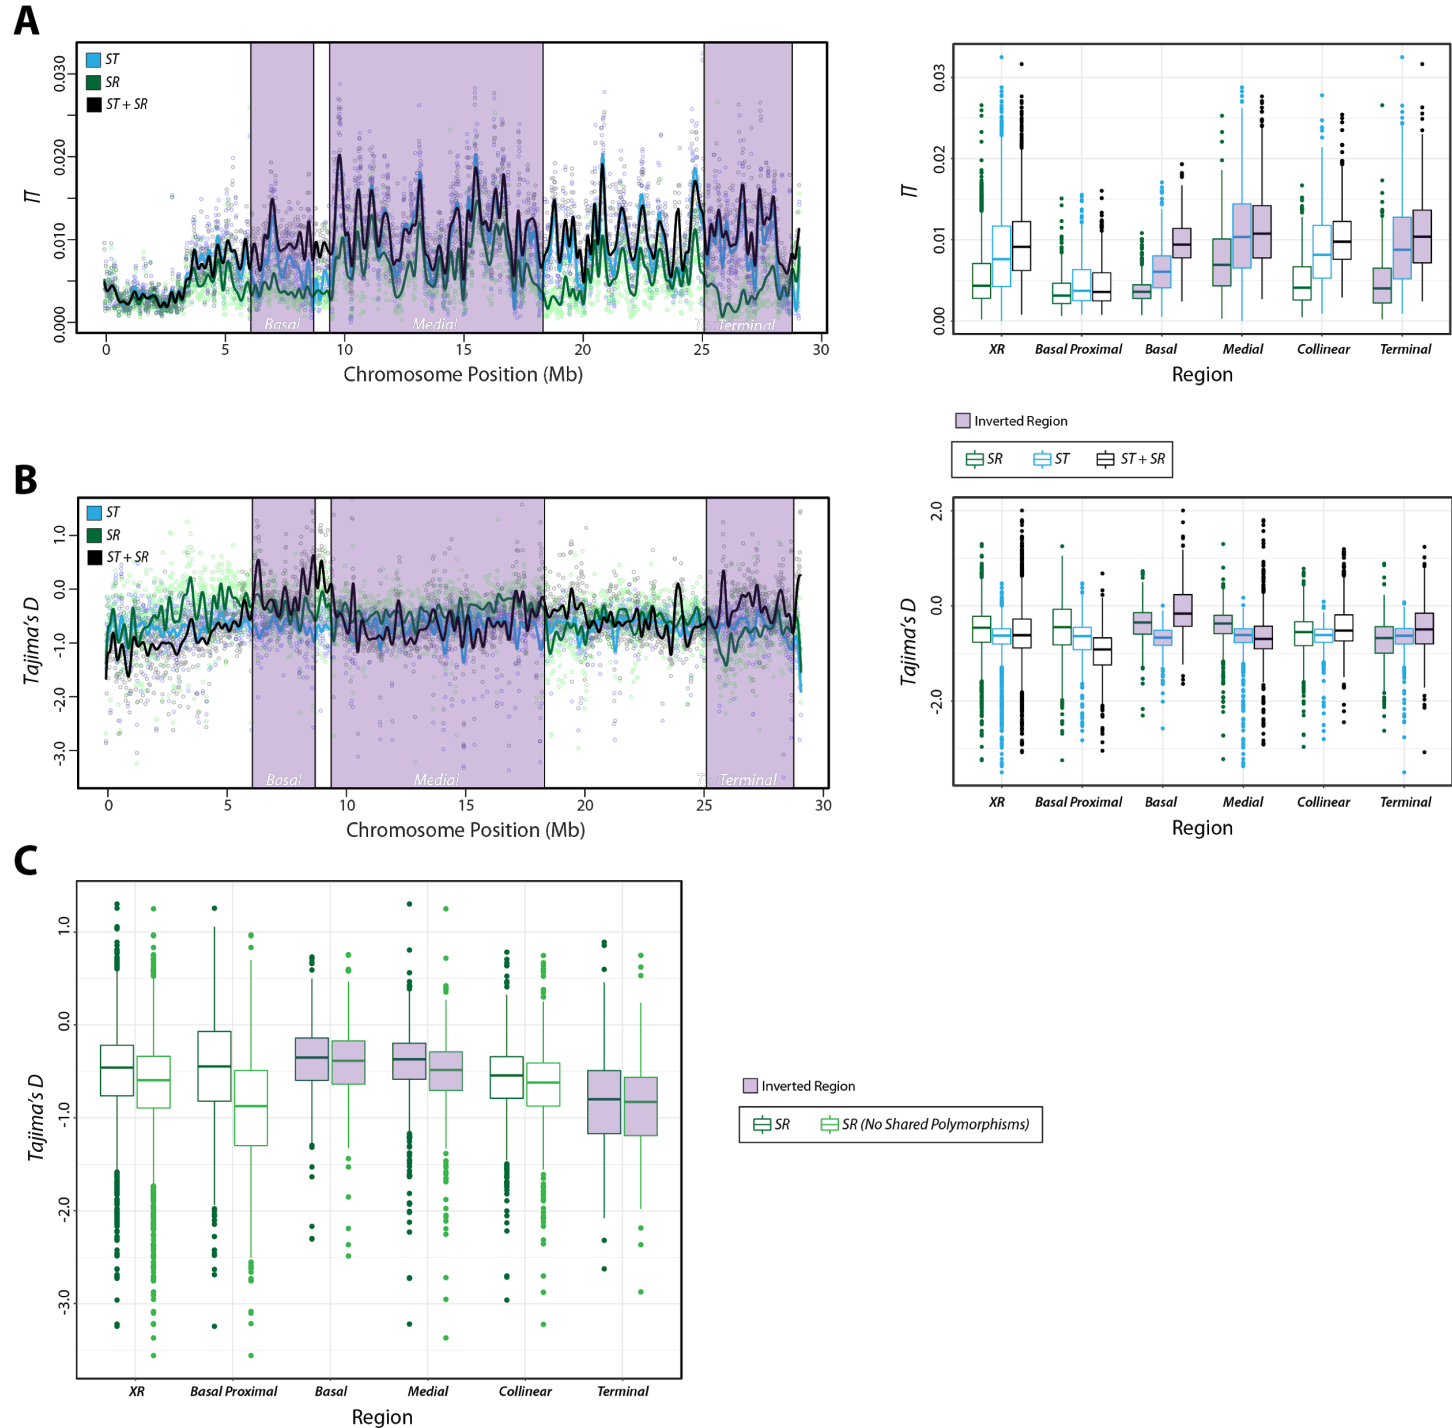 A
ST
SR
ST + SR
π
0.000
0.010
0.020
0.030
Basal
Medial
Terminal
0
5
10
15
20
25
30
Chromosome Position (Mb)
π
0.00
0.01
0.02
0.03
XR
Basal Proximal
Basal
Medial
Collinear
Terminal
Region
Inverted Region
SR
ST
ST + SR
B
ST
SR
ST + SR
Tajima's D
1.0
0.0
-1.0
-2.0
-3.0
Basal
Medial
Terminal
0
5
10
15
20
25
30
Chromosome Position (Mb)
Tajima's D
2.0
0.0
-2.0
XR
Basal Proximal
Basal
Medial
Collinear
Terminal
Region
C
Tajima's D
1.0
0.0
-1.0
-2.0
-3.0
XR
Basal Proximal
Basal
Medial
Collinear
Terminal
Region
Inverted Region
SR
SR (No Shared Polymorphisms)